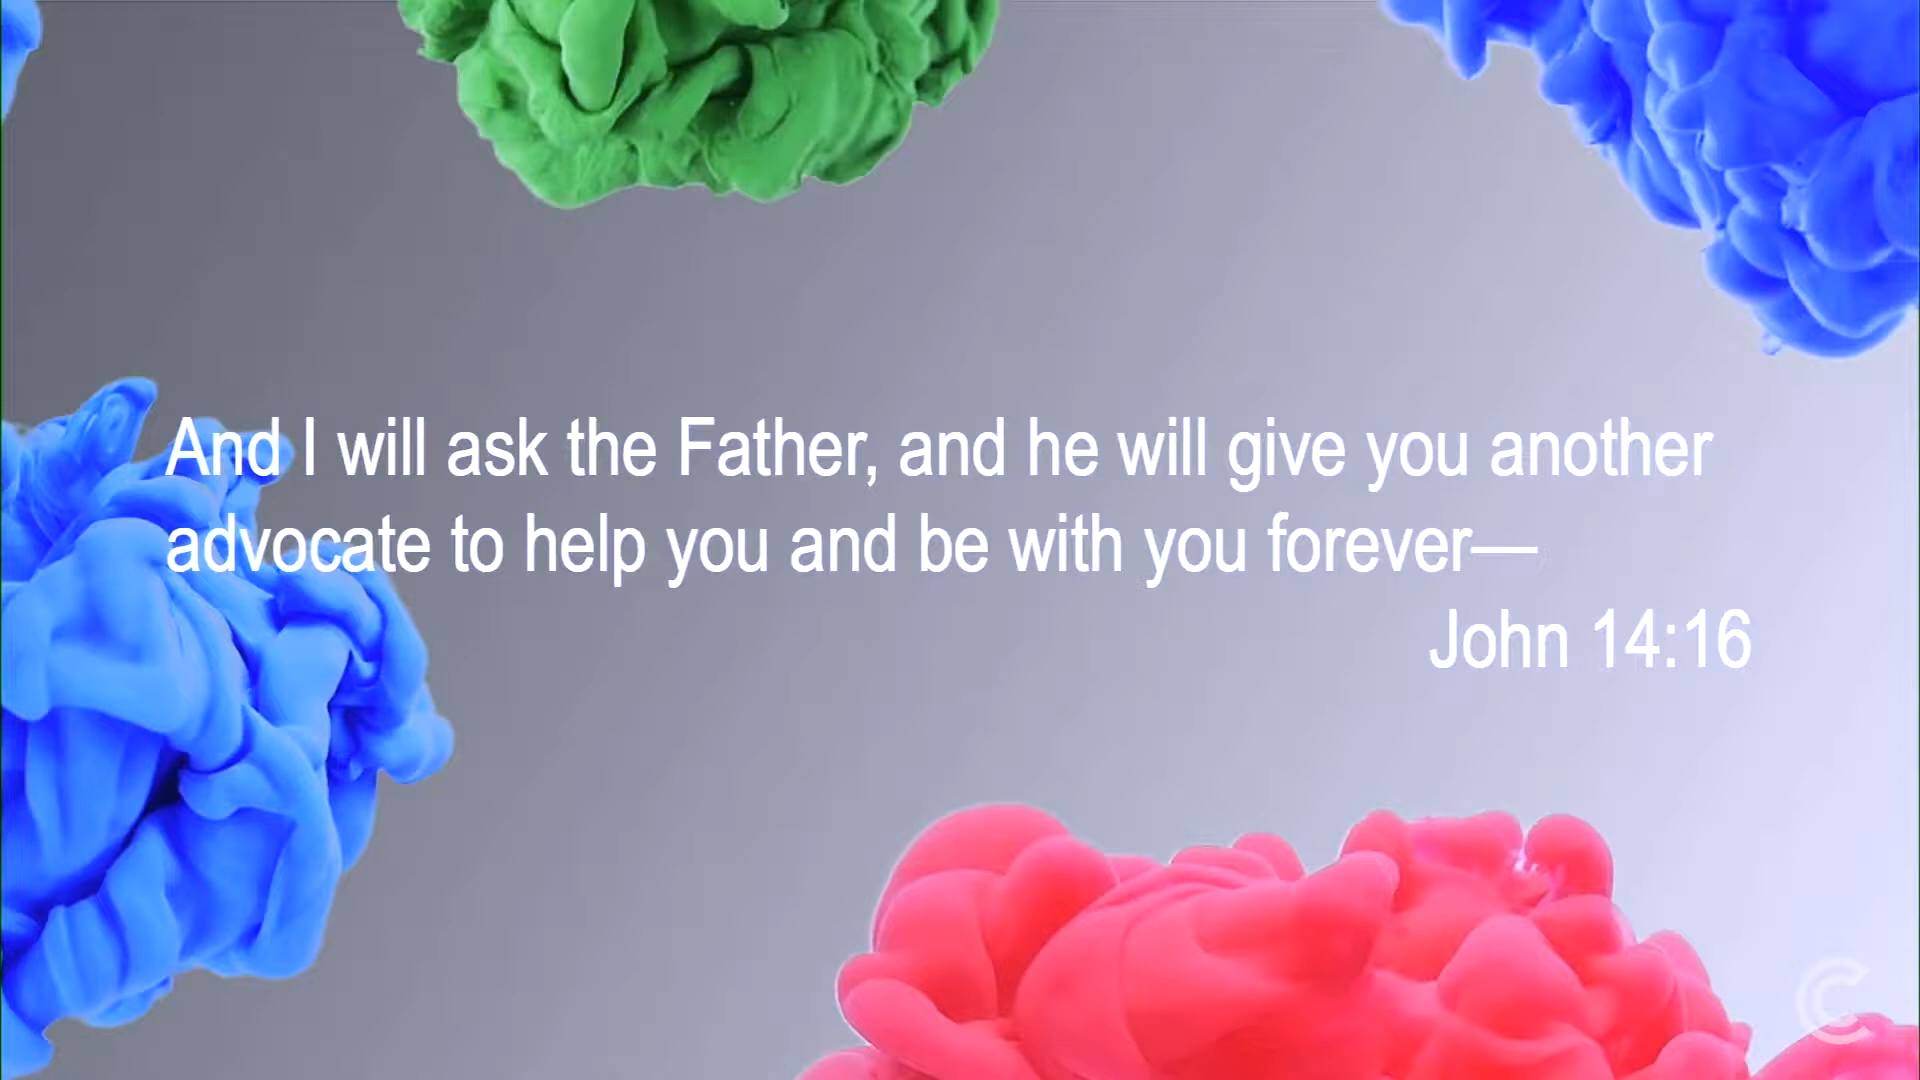 And I will ask the Father, and he will give you another
advocate to help you and be with you forever—
John 14:16